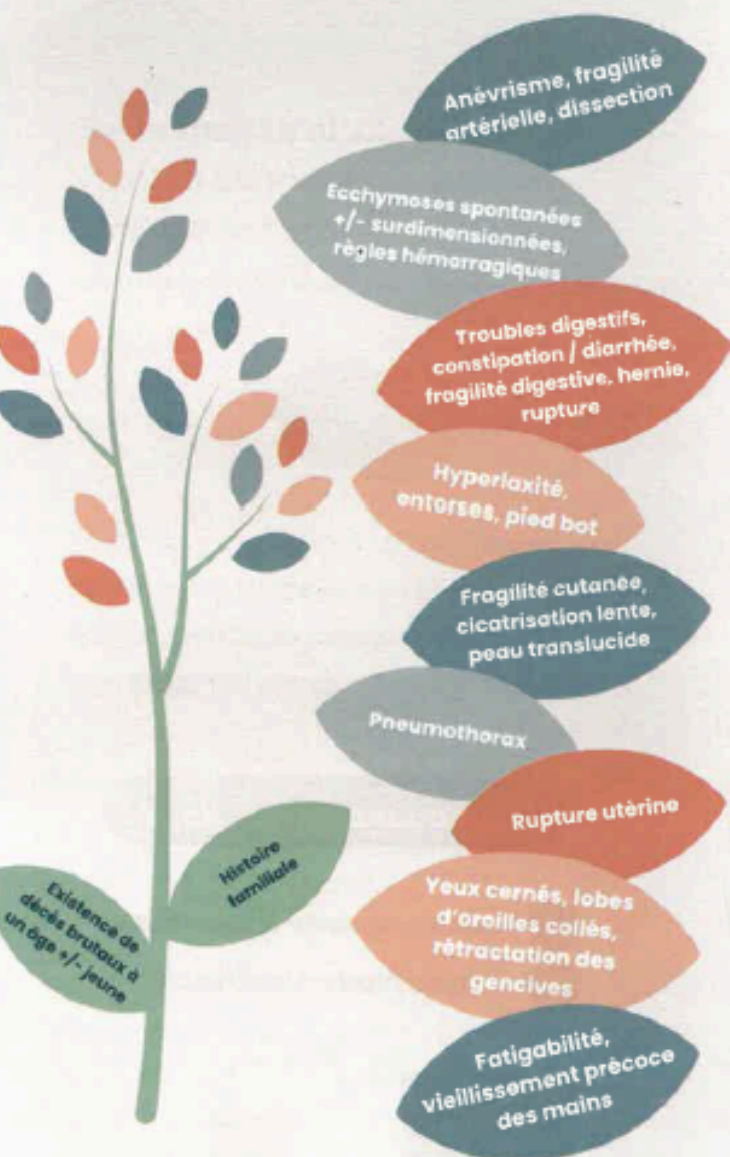 Anévrisme, fragilité
artérielle, dissection
Ecchymoses spontanées
+/- surdimensionnées,
règles hémorragiques
Troubles digestifs,
constipation / diarrhée,
fragilité digestive, hernie,
rupture
Hyperlaxité,
entorses, pied bot
Fragilité cutanée,
cicatrisation lente,
peau translucide
Pneumothorax
Rupture utérine
Yeux cernés, lobes
d'oreilles collés,
rétractation des
gencives
Fatigabilité,
vieillissement précoce
des mains
Histoire
familiale
Existence de
décès brutaux à
un âge +/- jeune